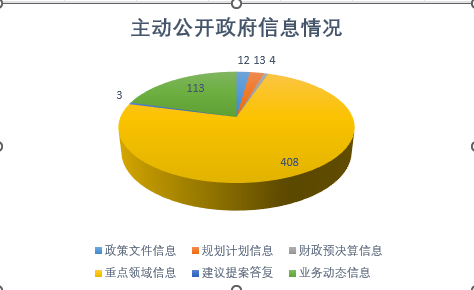 主动公开政府信息情况
12 13 4
3
113
408
政策文件信息 规划计划信息 财政预决算信息
重点领域信息 建议提案答复 业务动态信息